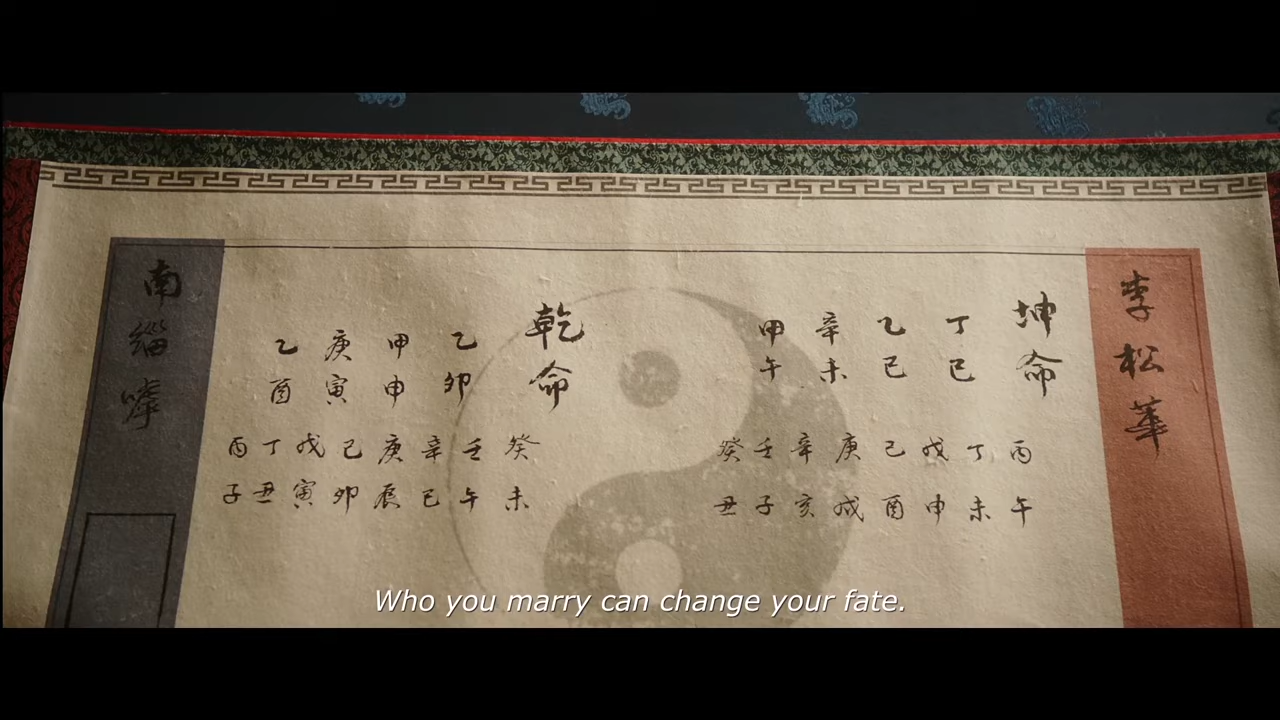 李松華
坤命
丁巳
乙巳
辛未
甲午
丙午
丁未
戊申
己酉
庚戌
辛亥
壬子
癸丑
乾命
乙卯
甲申
庚寅
乙酉
癸未
壬午
辛巳
庚辰
己卯
戊寅
丁丑
丙子
南緇
Who you marry can change your fate.